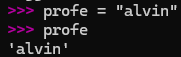 >>> profe = "alvin"
>>> profe
'alvin'